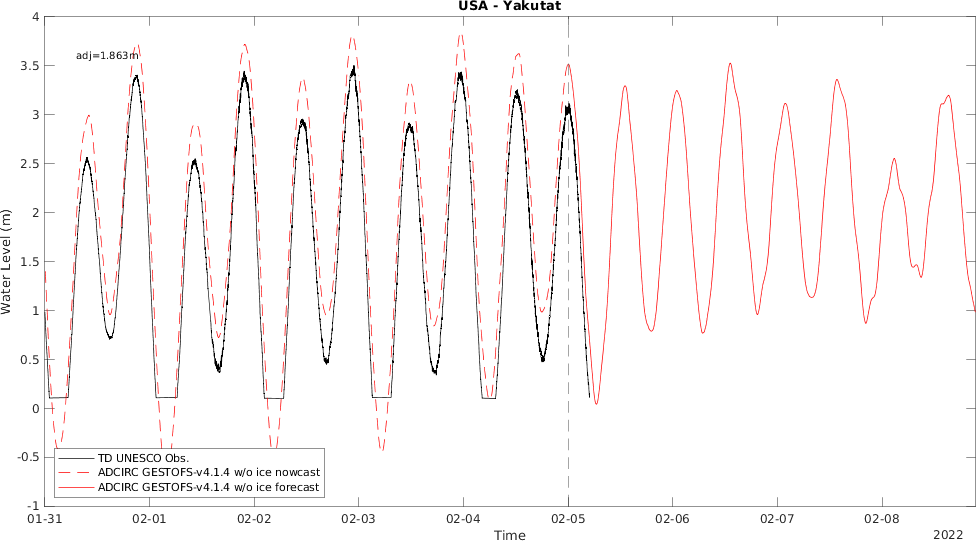 USA - Yakutat
adj=1.863m
Water Level (m)
4
3.5
3
2.5
2
1.5
1
0.5
0
-0.5
-1
TD UNESCO Obs.
ADCIRC GESTOFS-v4.1.4 w/o ice nowcast
ADCIRC GESTOFS-v4.1.4 w/o ice forecast
01-31 02-01 02-02 02-03 02-04 02-05 02-06 02-07 02-08
Time
2022